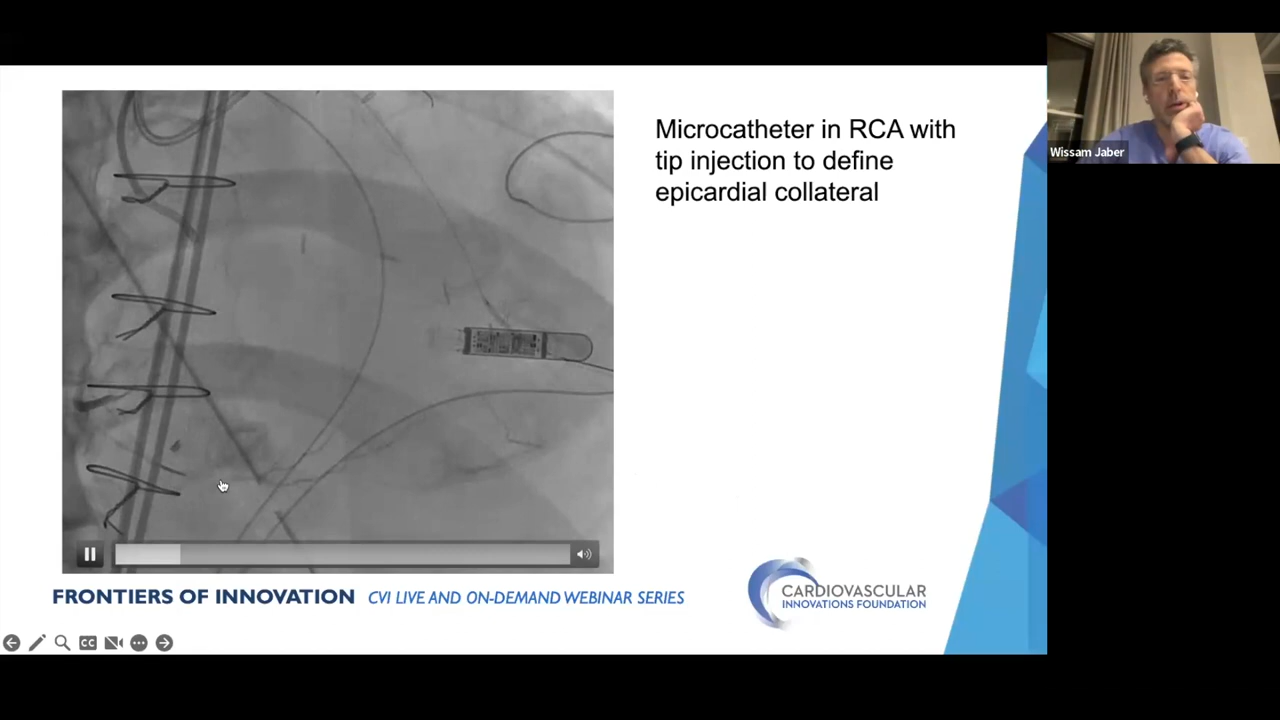 Microcatheter in RCA with
tip injection to define
epicardial collateral
Wissam Jaber
FRONTIERS OF INNOVATION CVI LIVE AND ON-DEMAND WEBINAR SERIES
CARDIOVASCULAR
INNOVATIONS FOUNDATION
CC